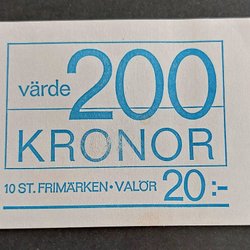 värde 200
KRONOR
10 ST. FRIMÄRKEN • VALÖR 20:-